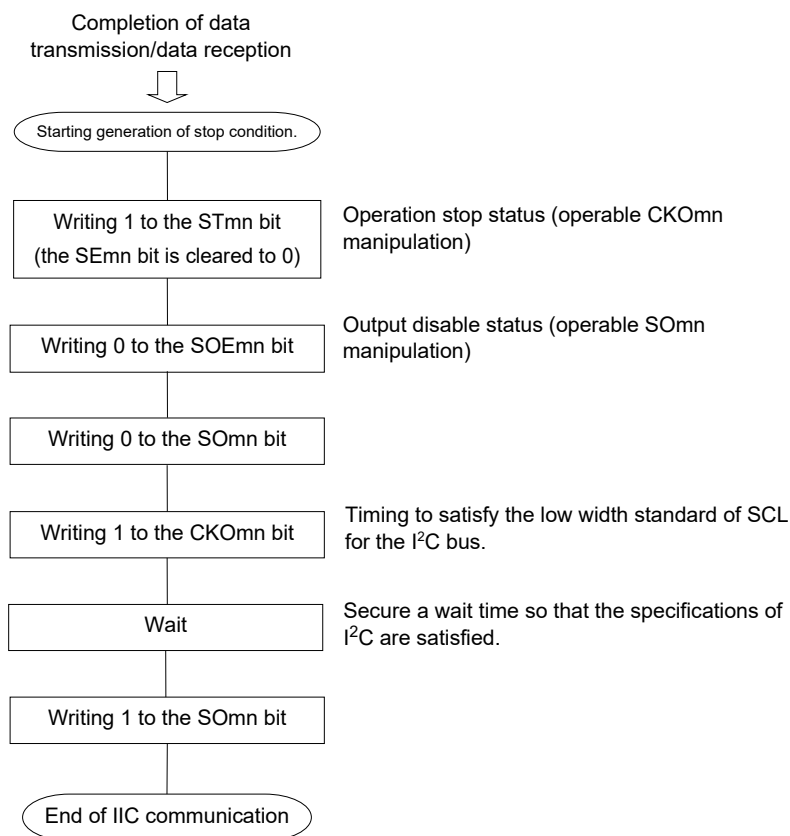 Completion of data
transmission/data reception
Starting generation of stop condition.
Writing 1 to the STmn bit
(the SEmn bit is cleared to 0)
Operation stop status (operable CKOmn
manipulation)
Writing 0 to the SOEmn bit
Output disable status (operable SOmn
manipulation)
Writing 0 to the SOmn bit
Writing 1 to the CKOmn bit
Timing to satisfy the low width standard of SCL
for the I²C bus.
Wait
Secure a wait time so that the specifications of
I²C are satisfied.
Writing 1 to the SOmn bit
End of IIC communication